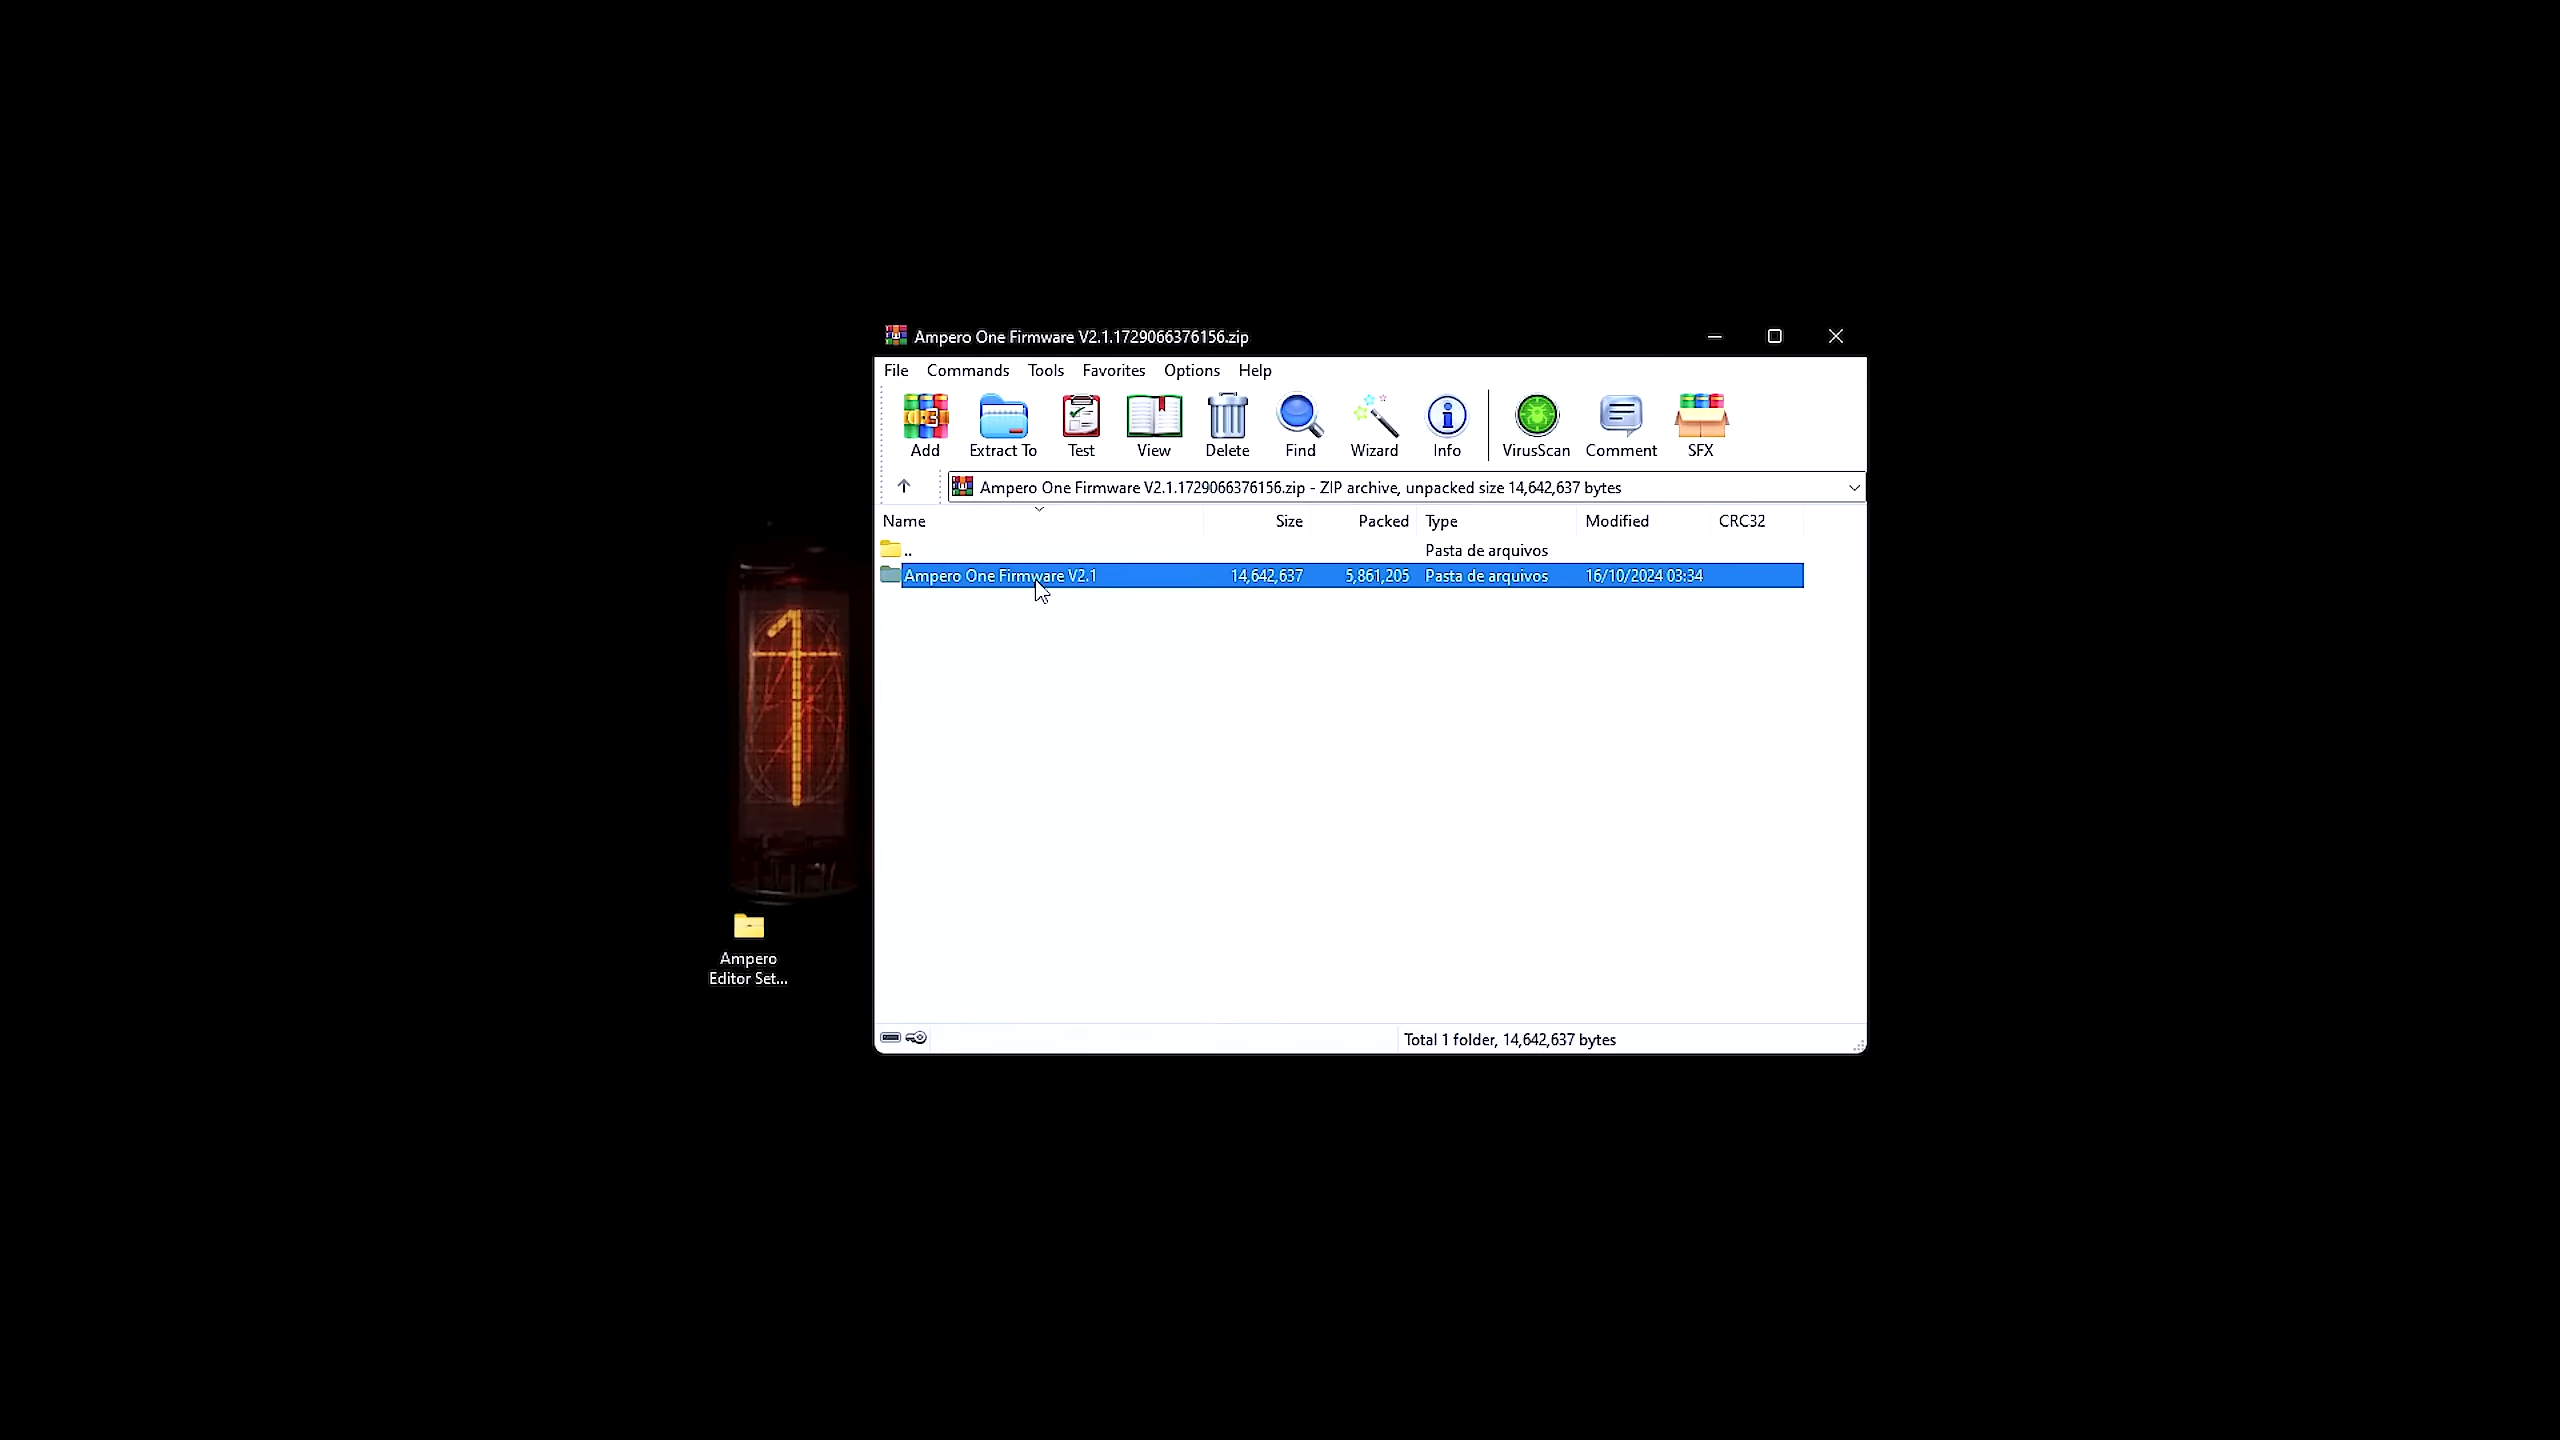 Ampero One Firmware V2.1.1729066376156.zip
File Commands Tools Favorites Options Help
Add Extract To Test View Delete Find Wizard Info VirusScan Comment SFX
Ampero One Firmware V2.1.1729066376156.zip - ZIP archive, unpacked size 14,642,637 bytes
Name Size Packed Type Modified CRC32
.. Pasta de arquivos
Ampero One Firmware V2.1 14,642,637 5,861,205 Pasta de arquivos 16/10/2024 03:34
1
Ampero
Editor Set...
Total 1 folder, 14,642,637 bytes